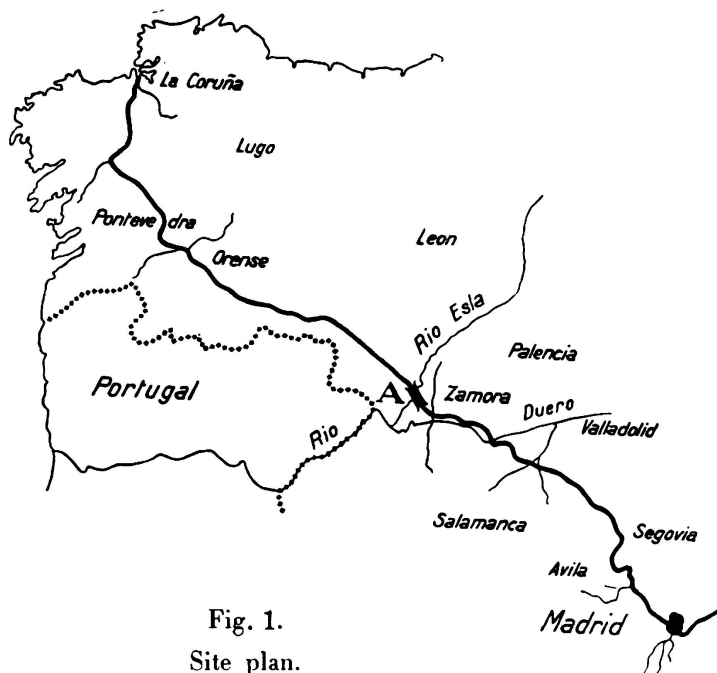 La Coruña
Lugo
Ponteve dra
Leon
Orense
Rio Esla
Palencia
Portugal
A
Zamora
Duero
Rio
Valladolid
Salamanca
Segovia
Avila
Madrid
Fig. 1.
Site plan.